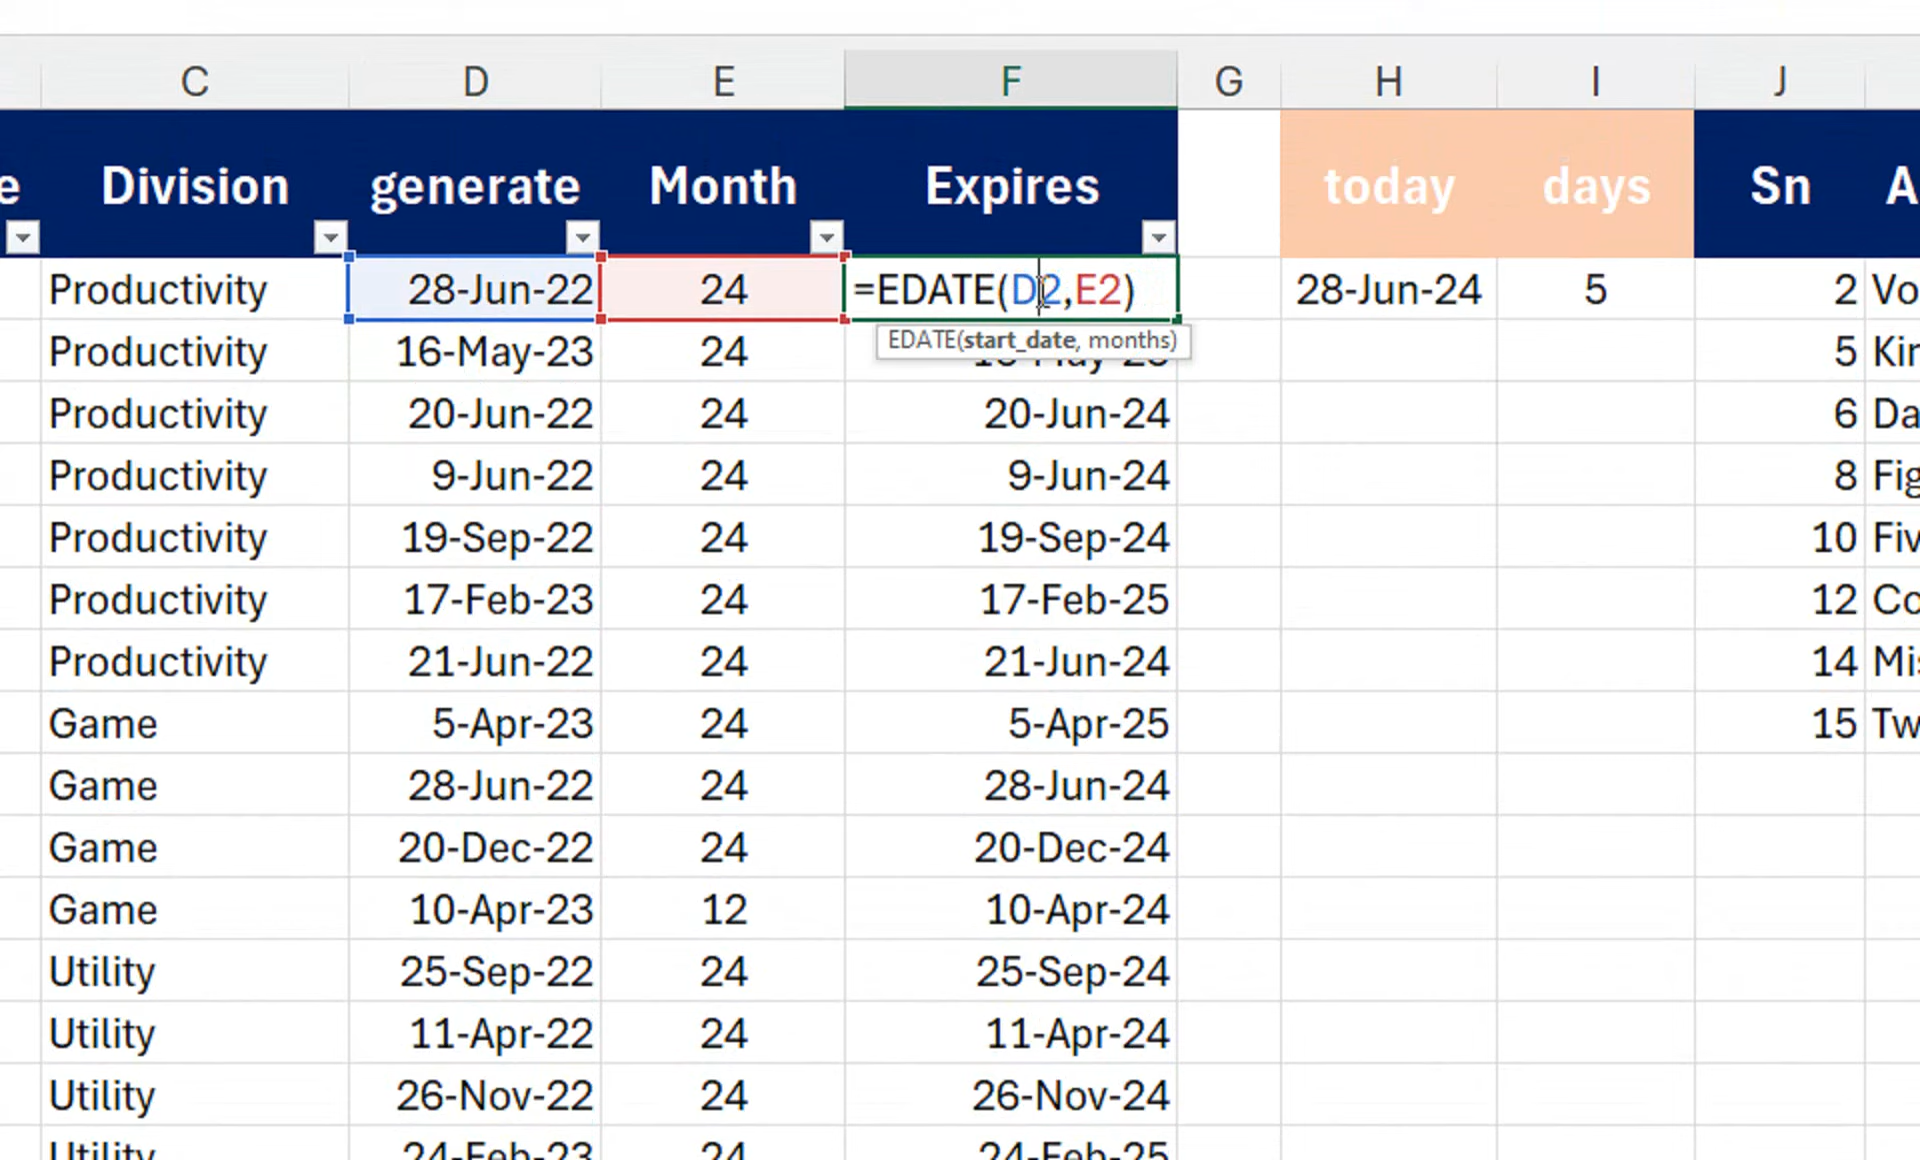 C D E F G H I J
e Division generate Month Expires today days Sn A
Productivity 28-Jun-22 24 =EDATE(D2,E2) 28-Jun-24 5 2 Vo
EDATE(start_date, months)
Productivity 16-May-23 24 5 Kin
Productivity 20-Jun-22 24 20-Jun-24 6 Da
Productivity 9-Jun-22 24 9-Jun-24 8 Fig
Productivity 19-Sep-22 24 19-Sep-24 10 Fiv
Productivity 17-Feb-23 24 17-Feb-25 12 Co
Productivity 21-Jun-22 24 21-Jun-24 14 Mis
Game 5-Apr-23 24 5-Apr-25 15 Tw
Game 28-Jun-22 24 28-Jun-24
Game 20-Dec-22 24 20-Dec-24
Game 10-Apr-23 12 10-Apr-24
Utility 25-Sep-22 24 25-Sep-24
Utility 11-Apr-22 24 11-Apr-24
Utility 26-Nov-22 24 26-Nov-24
Utility 24-Feb-23 24 24-Feb-25